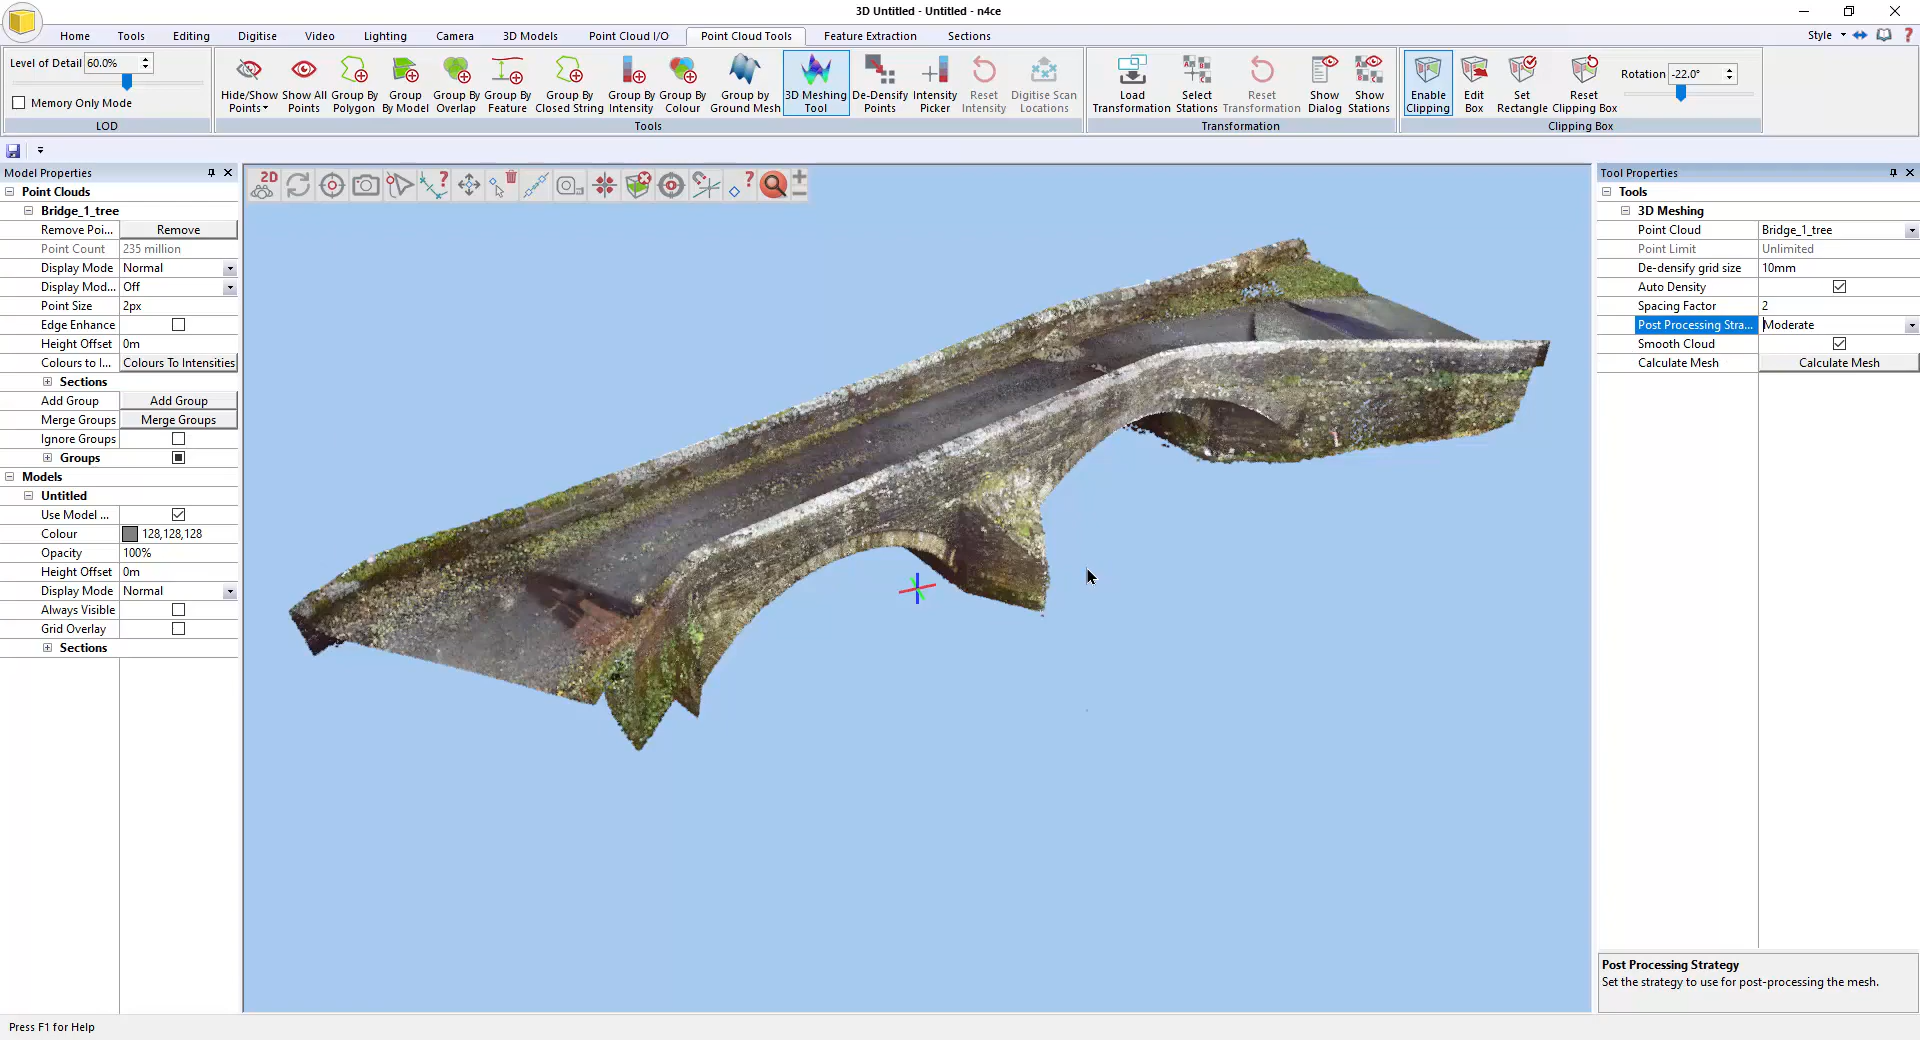 3D Untitled - Untitled - n4ce
Home Tools Editing Digitise Video Lighting Camera 3D Models Point Cloud I/O Point Cloud Tools Feature Extraction Sections
Style
Level of Detail 60.0%
Memory Only Mode
LOD
Hide/Show Points
Show All Points
Group By Polygon
Group By Model
Group By Overlap
Group By Feature
Group By Closed String
Group By Intensity
Group By Colour
Group by Ground Mesh
3D Meshing Tool
De-Densify Points
Intensity Picker
Reset Intensity
Digitise Scan Locations
Tools
Load Transformation
Select Stations
Reset Transformation
Show Dialog
Show Stations
Transformation
Enable Clipping
Edit Box
Set Rectangle
Reset Clipping Box
Rotation -22.0°
Clipping Box
Model Properties
Point Clouds
Bridge_1_tree
Remove Poi... Remove
Point Count 235 million
Display Mode Normal
Display Mod... Off
Point Size 2px
Edge Enhance
Height Offset 0m
Colours to I... Colours To Intensities
Sections
Add Group Add Group
Merge Groups Merge Groups
Ignore Groups
Groups
Models
Untitled
Use Model ...
Colour 128,128,128
Opacity 100%
Height Offset 0m
Display Mode Normal
Always Visible
Grid Overlay
Sections
2D
Tool Properties
Tools
3D Meshing
Point Cloud Bridge_1_tree
Point Limit Unlimited
De-densify grid size 10mm
Auto Density
Spacing Factor 2
Post Processing Stra... Moderate
Smooth Cloud
Calculate Mesh Calculate Mesh
Post Processing Strategy
Set the strategy to use for post-processing the mesh.
Press F1 for Help